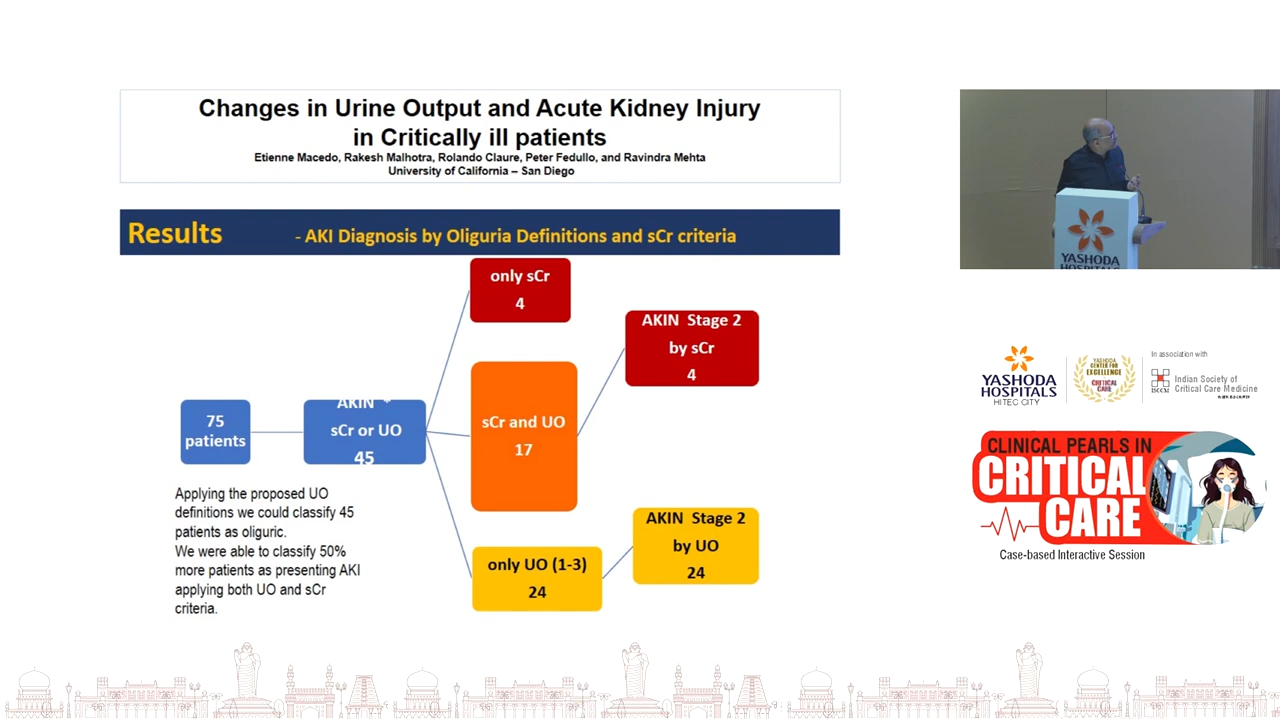 Changes in Urine Output and Acute Kidney Injury
in Critically ill patients
Etienne Macedo, Rakesh Malhotra, Rolando Claure, Peter Fedullo, and Ravindra Mehta
University of California – San Diego
Results - AKI Diagnosis by Oliguria Definitions and sCr criteria
only sCr
4
AKIN Stage 2
by sCr
4
75
patients
AKIN *
sCr or UO
45
sCr and UO
17
only UO (1-3)
24
AKIN Stage 2
by UO
24
Applying the proposed UO
definitions we could classify 45
patients as oliguric.
We were able to classify 50%
more patients as presenting AKI
applying both UO and sCr
criteria.
YASHODA
HOSPITALS
YASHODA
HOSPITALS
HITEC CITY
YASHODA
CENTER FOR
EXCELLENCE
CRITICAL
CARE
In association with
ISCCM
Indian Society of
Critical Care Medicine
CLINICAL PEARLS IN
CRITICAL
CARE
Case-based Interactive Session